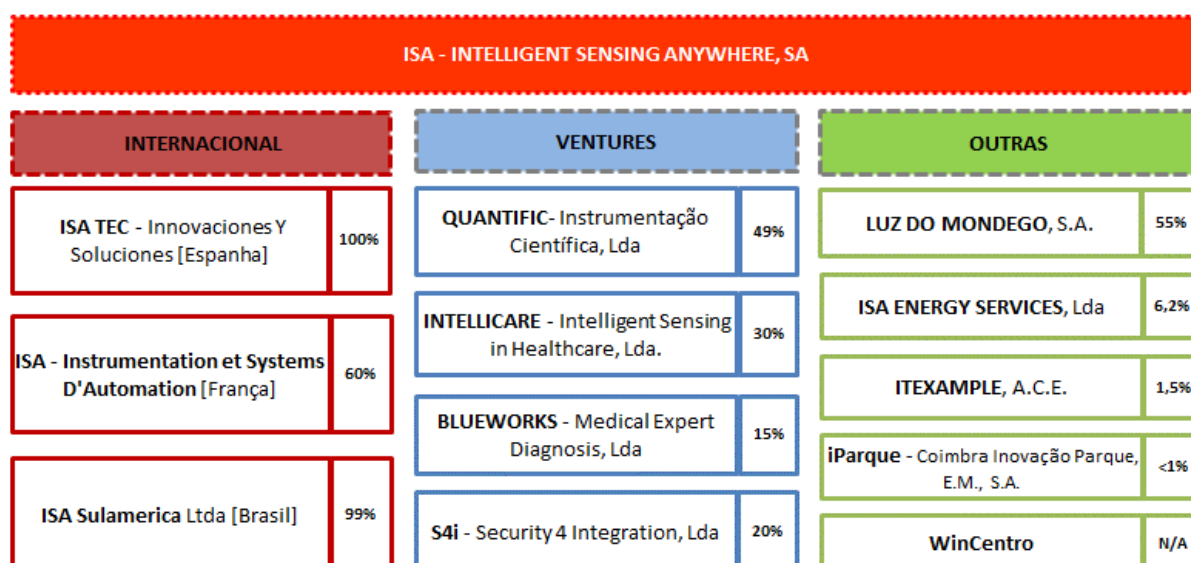 ISA - INTELLIGENT SENSING ANYWHERE, SA
INTERNACIONAL
ISA TEC - Innovaciones Y
Soluciones [Espanha]
100%
ISA - Instrumentation et Systems
D'Automation [França]
60%
ISA Sulamerica Ltda [Brasil]
99%
VENTURES
QUANTIFIC- Instrumentação
Científica, Lda
49%
INTELLICARE - Intelligent Sensing
in Healthcare, Lda.
30%
BLUEWORKS - Medical Expert
Diagnosis, Lda
15%
S4i - Security 4 Integration, Lda
20%
OUTRAS
LUZ DO MONDEGO, S.A.
55%
ISA ENERGY SERVICES, Lda
6,2%
ITEXAMPLE, A.C.E.
1,5%
iParque - Coimbra Inovação Parque,
E.M., S.A.
<1%
WinCentro
N/A